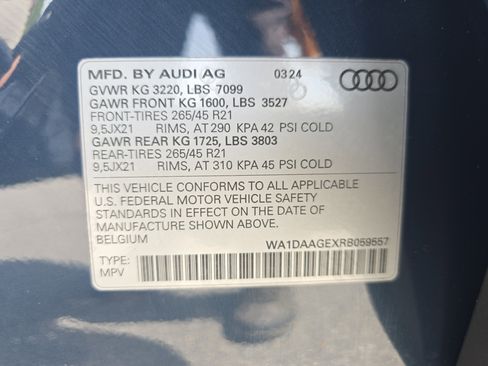 MFD. BY AUDI AG 03 24
GVWR KG 3220, LBS 7099
GAWR FRONT KG 1600, LBS 3527
FRONT-TIRES 265/45 R21
9,5JX21 RIMS, AT 290 KPA 42 PSI COLD
GAWR REAR KG 1725, LBS 3803
REAR-TIRES 265/45 R21
9,5JX21 RIMS, AT 310 KPA 45 PSI COLD
THIS VEHICLE CONFORMS TO ALL APPLICABLE
U.S. FEDERAL MOTOR VEHICLE SAFETY
STANDARDS IN EFFECT ON THE DATE OF
MANUFACTURE SHOWN ABOVE.
BELGIUM WA1DAAGEXRB059557
TYPE:
MPV